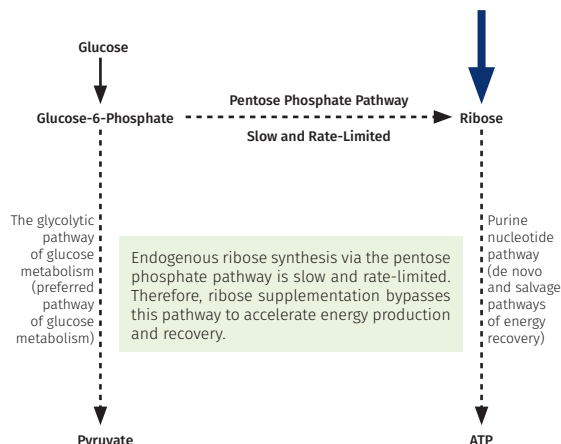 Glucose
Glucose-6-Phosphate
Pentose Phosphate Pathway
Slow and Rate-Limited
Ribose
The glycolytic
pathway
of glucose
metabolism
(preferred
pathway
of glucose
metabolism)
Endogenous ribose synthesis via the pentose
phosphate pathway is slow and rate-limited.
Therefore, ribose supplementation bypasses
this pathway to accelerate energy production
and recovery.
Purine
nucleotide
pathway
(de novo
and salvage
pathways
of energy
recovery)
Pyruvate
ATP